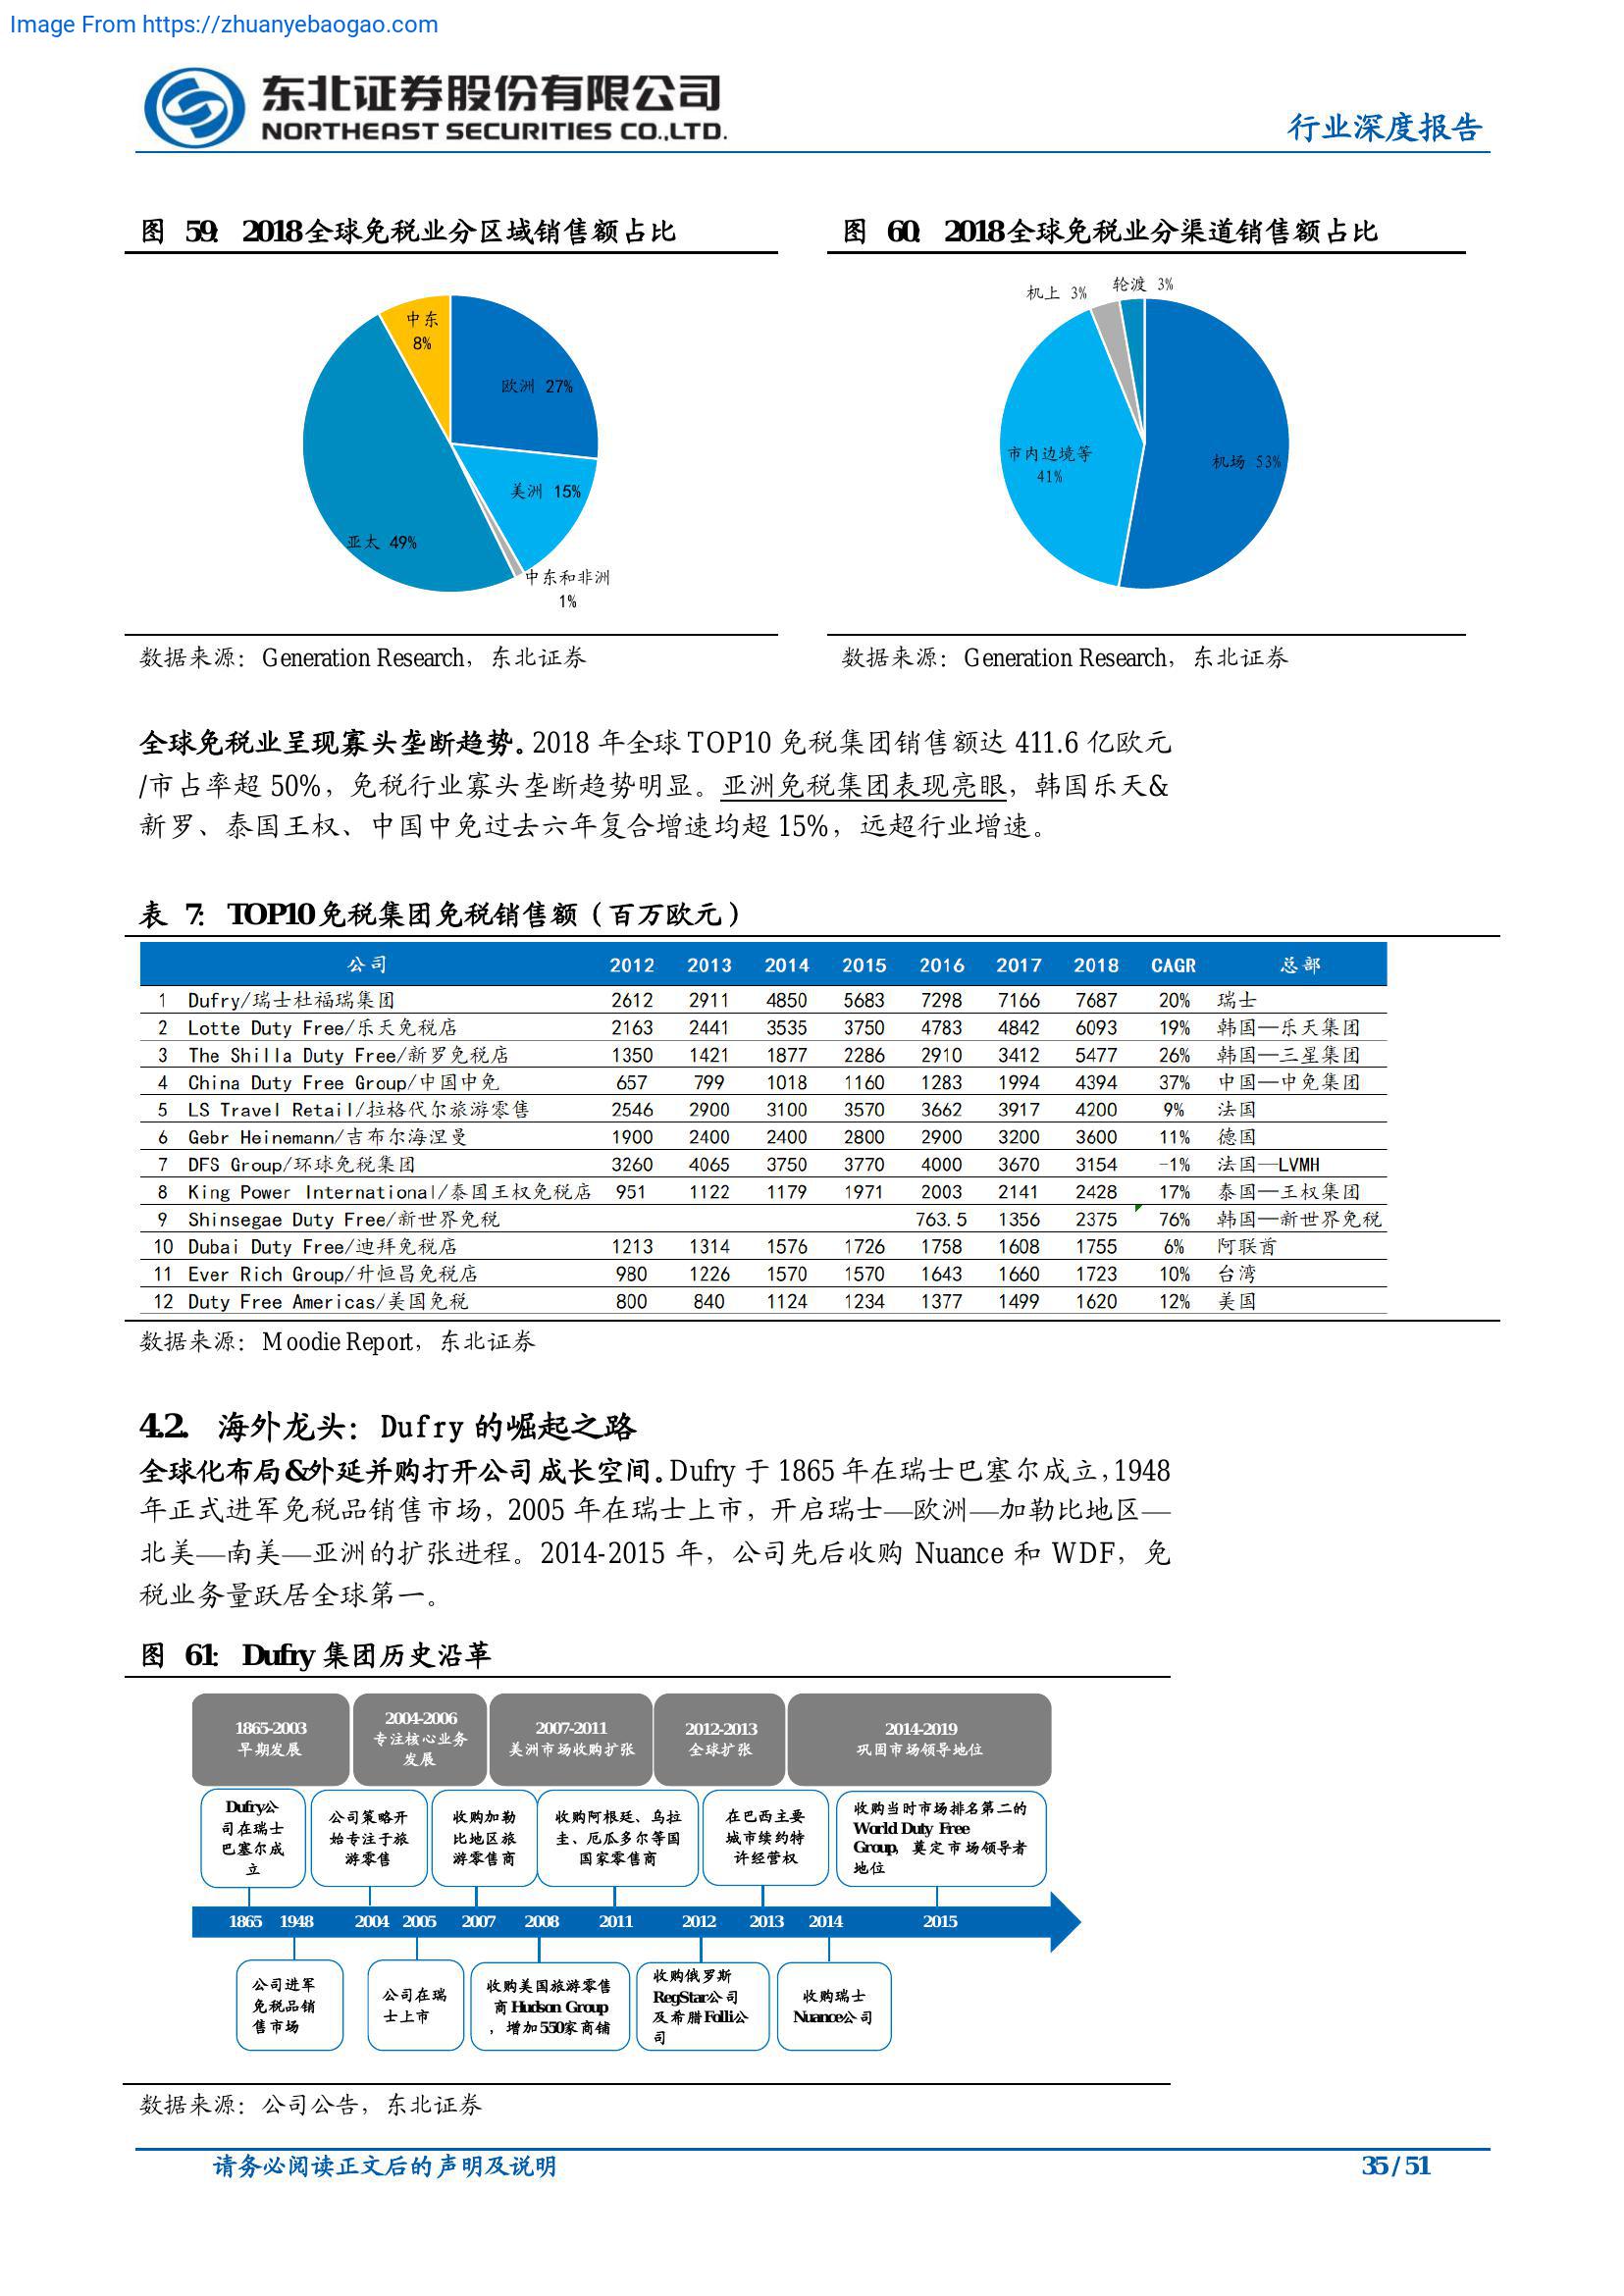 Image From https://zhuanyebaogao.com
东北证券股份有限公司
NORTHEAST SECURITIES CO.,LTD.
行业深度报告
图 59: 2018全球免税业分区域销售额占比
中东
8%
欧洲 27%
美洲 15%
亚太 49%
中东和非洲
1%
数据来源：Generation Research，东北证券
图 60: 2018全球免税业分渠道销售额占比
机上 3%
轮渡 3%
市内边境等
41%
机场 53%
数据来源：Generation Research，东北证券
全球免税业呈现寡头垄断趋势。2018 年全球 TOP10 免税集团销售额达 411.6 亿欧元
/市占率超 50%，免税行业寡头垄断趋势明显。亚洲免税集团表现亮眼，韩国乐天&
新罗、泰国王权、中国中免过去六年复合增速均超 15%，远超行业增速。
表 7: TOP10免税集团免税销售额（百万欧元）
公司 2012 2013 2014 2015 2016 2017 2018 CAGR 总部
1 Dufry/瑞士杜福瑞集团 2612 2911 4850 5683 7298 7166 7687 20% 瑞士
2 Lotte Duty Free/乐天免税店 2163 2441 3535 3750 4783 4842 6093 19% 韩国—乐天集团
3 The Shilla Duty Free/新罗免税店 1350 1421 1877 2286 2910 3412 5477 26% 韩国—三星集团
4 China Duty Free Group/中国中免 657 799 1018 1160 1283 1994 4394 37% 中国—中免集团
5 LS Travel Retail/拉格代尔旅游零售 2546 2900 3100 3570 3662 3917 4200 9% 法国
6 Gebr Heinemann/吉布尔海涅曼 1900 2400 2400 2800 2900 3200 3600 11% 德国
7 DFS Group/环球免税集团 3260 4065 3750 3770 4000 3670 3154 -1% 法国—LVMH
8 King Power International/泰国王权免税店 951 1122 1179 1971 2003 2141 2428 17% 泰国—王权集团
9 Shinsegae Duty Free/新世界免税 763.5 1356 2375 76% 韩国—新世界免税
10 Dubai Duty Free/迪拜免税店 1213 1314 1576 1726 1758 1608 1755 6% 阿联酋
11 Ever Rich Group/升恒昌免税店 980 1226 1570 1570 1643 1660 1723 10% 台湾
12 Duty Free Americas/美国免税 800 840 1124 1234 1377 1499 1620 12% 美国
数据来源：Moodie Report，东北证券
4.2. 海外龙头：Dufry 的崛起之路
全球化布局&外延并购打开公司成长空间。Dufry 于 1865 年在瑞士巴塞尔成立，1948
年正式进军免税品销售市场，2005 年在瑞士上市，开启瑞士—欧洲—加勒比地区—
北美—南美—亚洲的扩张进程。2014-2015 年，公司先后收购 Nuance 和 WDF，免
税业务量跃居全球第一。
图 61: Dufry 集团历史沿革
1865-2003
早期发展
2004-2006
专注核心业务
发展
2007-2011
美洲市场收购扩张
2012-2013
全球扩张
2014-2019
巩固市场领导地位
Dufry公
司在瑞士
巴塞尔成
立
公司策略开
始专注于旅
游零售
收购加勒
比地区旅
游零售商
收购阿根廷、乌拉
圭、厄瓜多尔等国
国家零售商
在巴西主要
城市续约特
许经营权
收购当时市场排名第二的
World Duty Free
Group，奠定市场领导者
地位
1865 1948 2004 2005 2007 2008 2011 2012 2013 2014 2015
公司进军
免税品销
售市场
公司在瑞
士上市
收购美国旅游零售
商Hudson Group
，增加550家商铺
收购俄罗斯
RegStar公司
及希腊Folli公
司
收购瑞士
Nuance公司
数据来源：公司公告，东北证券
请务必阅读正文后的声明及说明
35 / 51